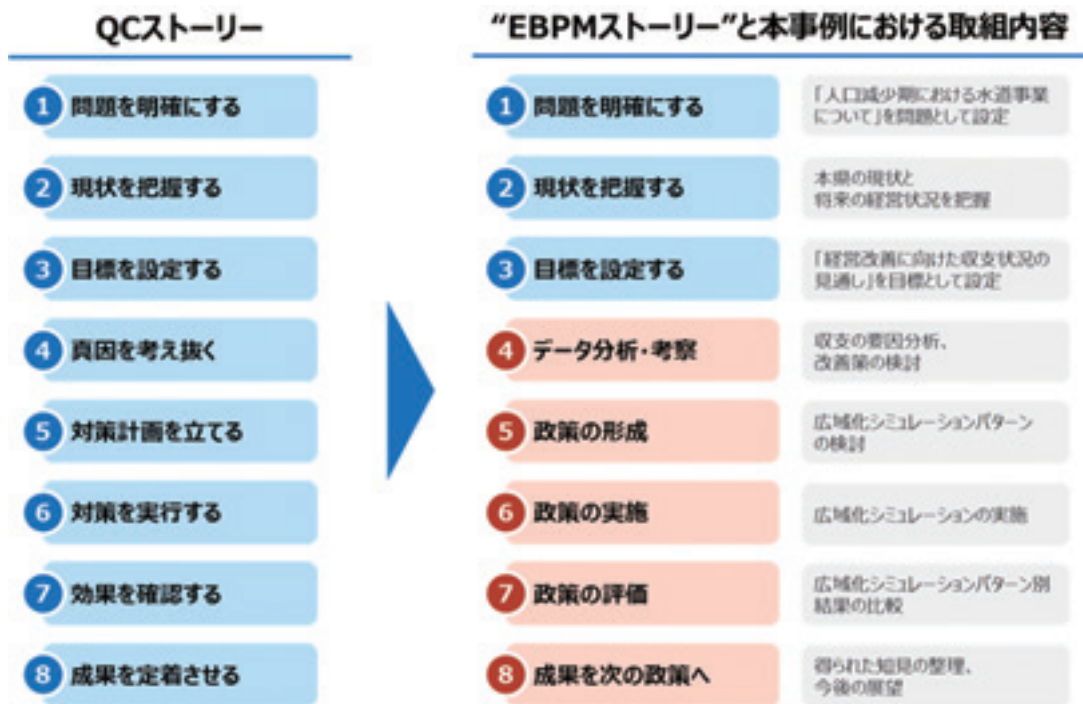 QCストーリー
1 問題を明確にする
2 現状を把握する
3 目標を設定する
4 真因を考え抜く
5 対策計画を立てる
6 対策を実行する
7 効果を確認する
8 成果を定着させる
“EBPMストーリー”と本事例における取組内容
1 問題を明確にする
「人口減少期における水道事業
について」を問題として設定
2 現状を把握する
本県の現状と
将来の経営状況を把握
3 目標を設定する
「経営改善に向けた収支状況の
見通し」を目標として設定
4 データ分析・考察
収支の要因分析、
改善策の検討
5 政策の形成
広域化シミュレーションパターン
の検討
6 政策の実施
広域化シミュレーションの実施
7 政策の評価
広域化シミュレーションパターン別
結果の比較
8 成果を次の政策へ
得られた知見の整理、
今後の展望